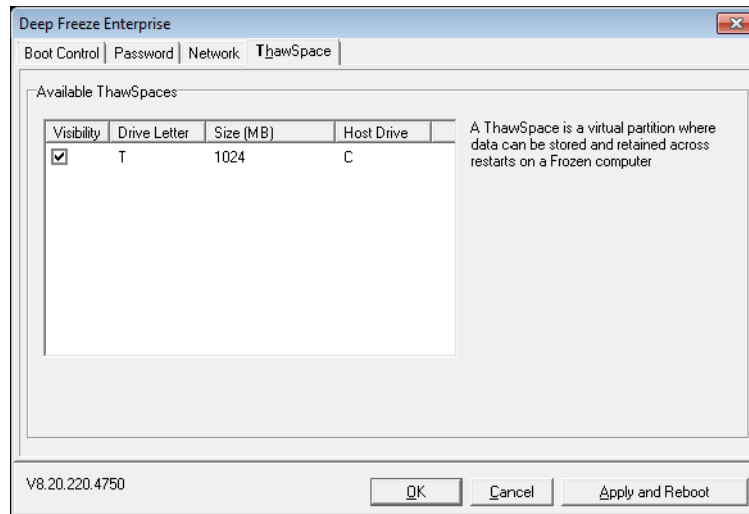 Deep Freeze Enterprise
Boot Control Password Network ThawSpace
Available ThawSpaces
Visibility Drive Letter Size (MB) Host Drive
T 1024 C
A ThawSpace is a virtual partition where
data can be stored and retained across
restarts on a Frozen computer
V8.20.220.4750
OK Cancel Apply and Reboot